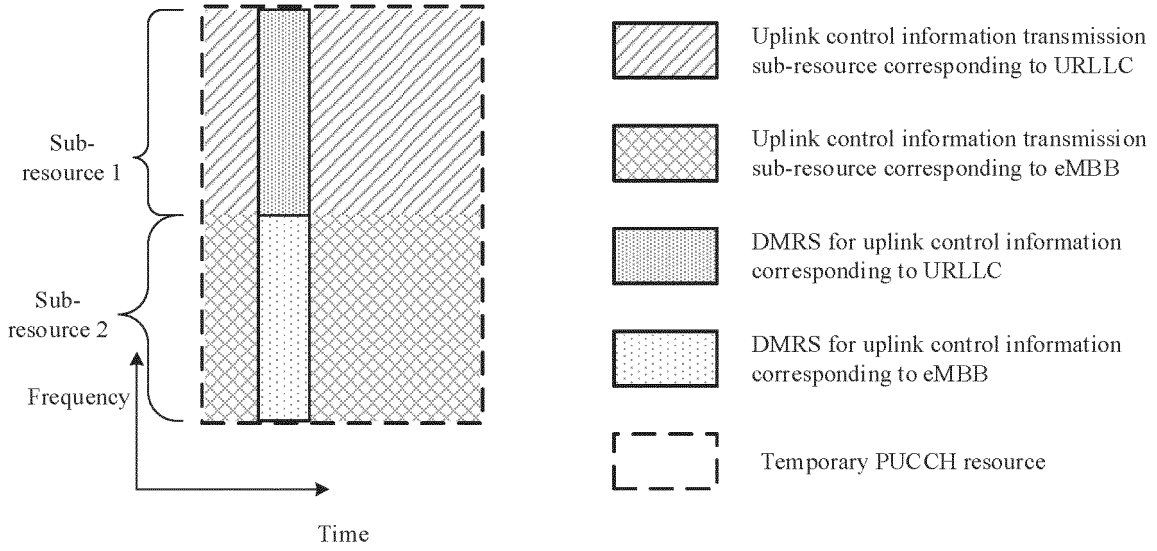 Sub-
resource 1
Sub-
resource 2
Frequency
Time
Uplink control information transmission
sub-resource corresponding to URLLC
Uplink control information transmission
sub-resource corresponding to eMBB
DMRS for uplink control information
corresponding to URLLC
DMRS for uplink control information
corresponding to eMBB
Temporary PUCCH resource